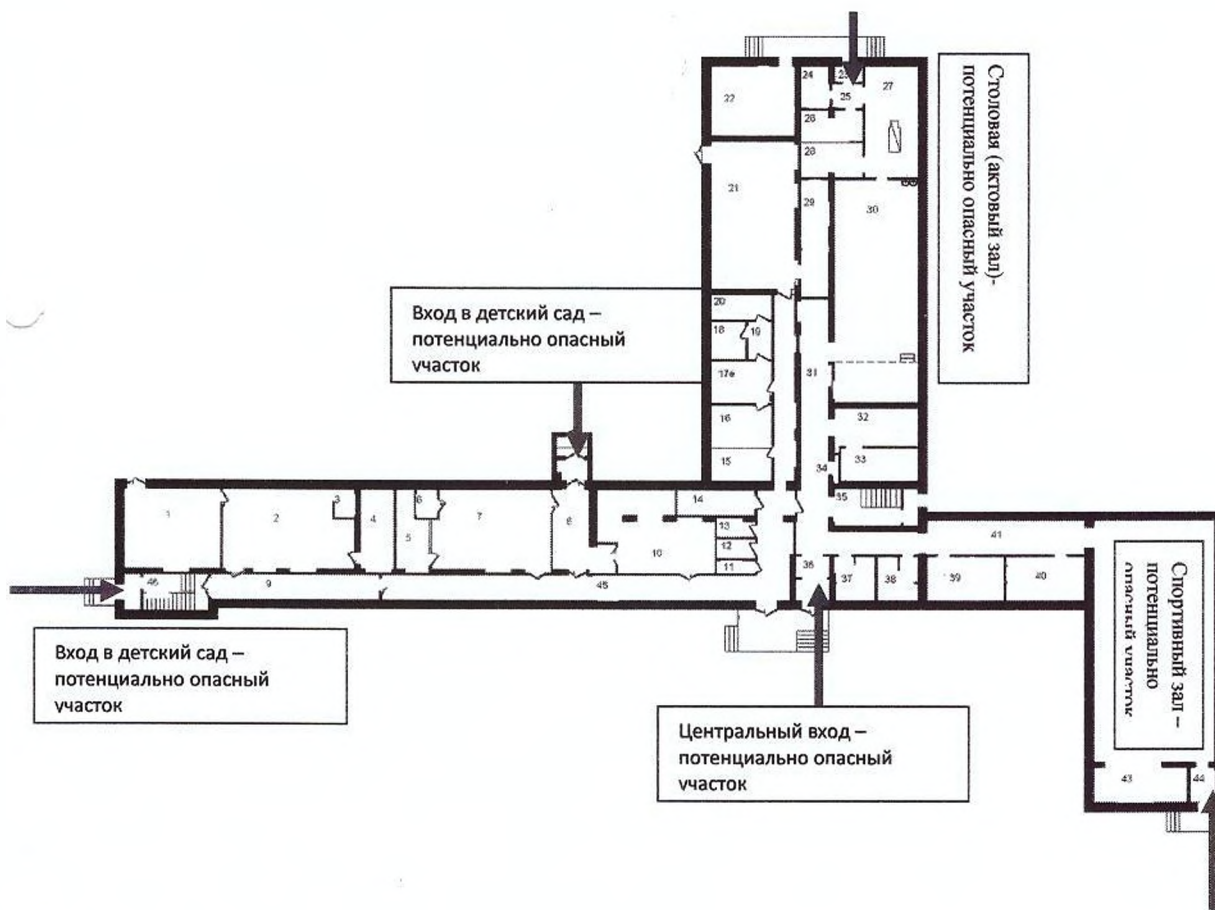 Столовая (актовый зал)-
потенциально опасный участок
Вход в детский сад –
потенциально опасный
участок
24
25
27
22
26
28
21
29
30
20
18
19
17е
31
16
32
15
33
34
35
14
13
12
11
10
1
2
3
4
5
6
7
8
9
45
46
36
37
38
39
40
41
Спортивный зал –
потенциально
опасный участок
43
44
Вход в детский сад –
потенциально опасный
участок
Центральный вход –
потенциально опасный
участок